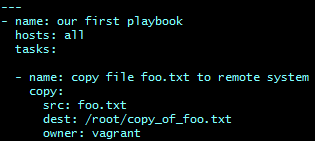 ---
- name: our first playbook
  hosts: all
  tasks:

  - name: copy file foo.txt to remote system
    copy:
      src: foo.txt
      dest: /root/copy_of_foo.txt
      owner: vagrant